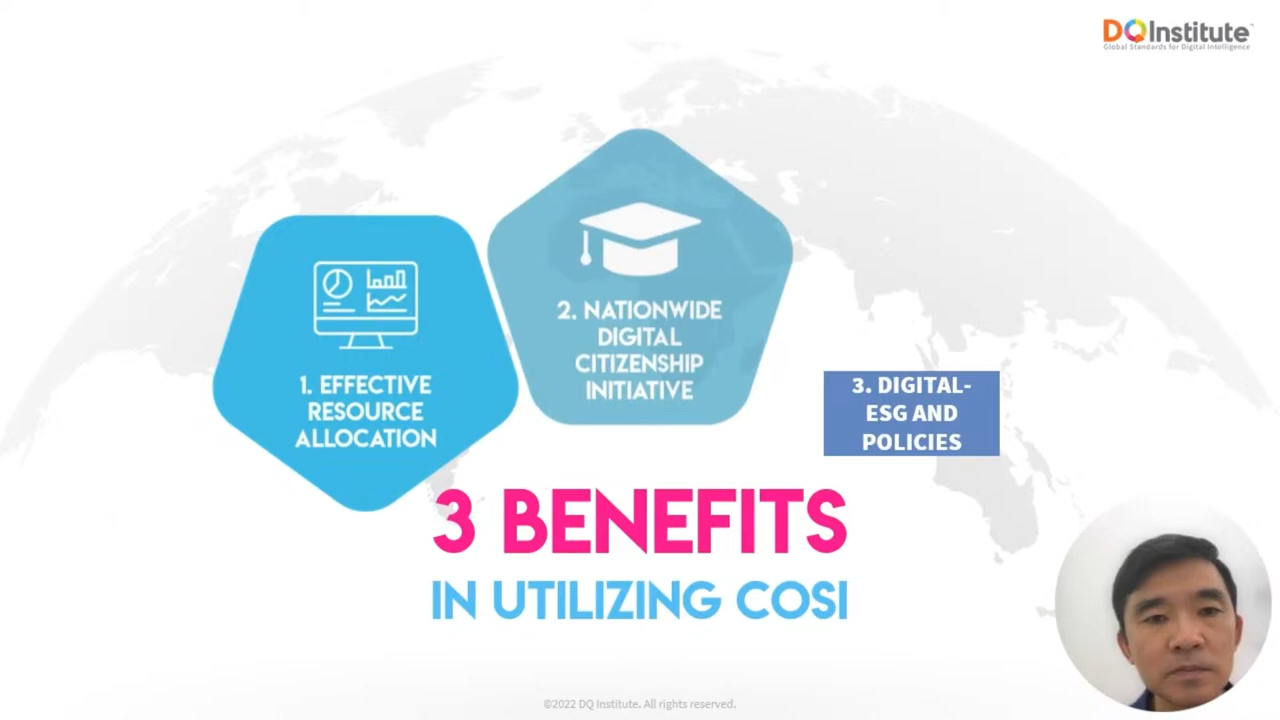 DQInstitute™
Global Standards for Digital Intelligence
1. EFFECTIVE
RESOURCE
ALLOCATION
2. NATIONWIDE
DIGITAL
CITIZENSHIP
INITIATIVE
3. DIGITAL-
ESG AND
POLICIES
3 BENEFITS
IN UTILIZING COSI
©2022 DQ Institute. All rights reserved.